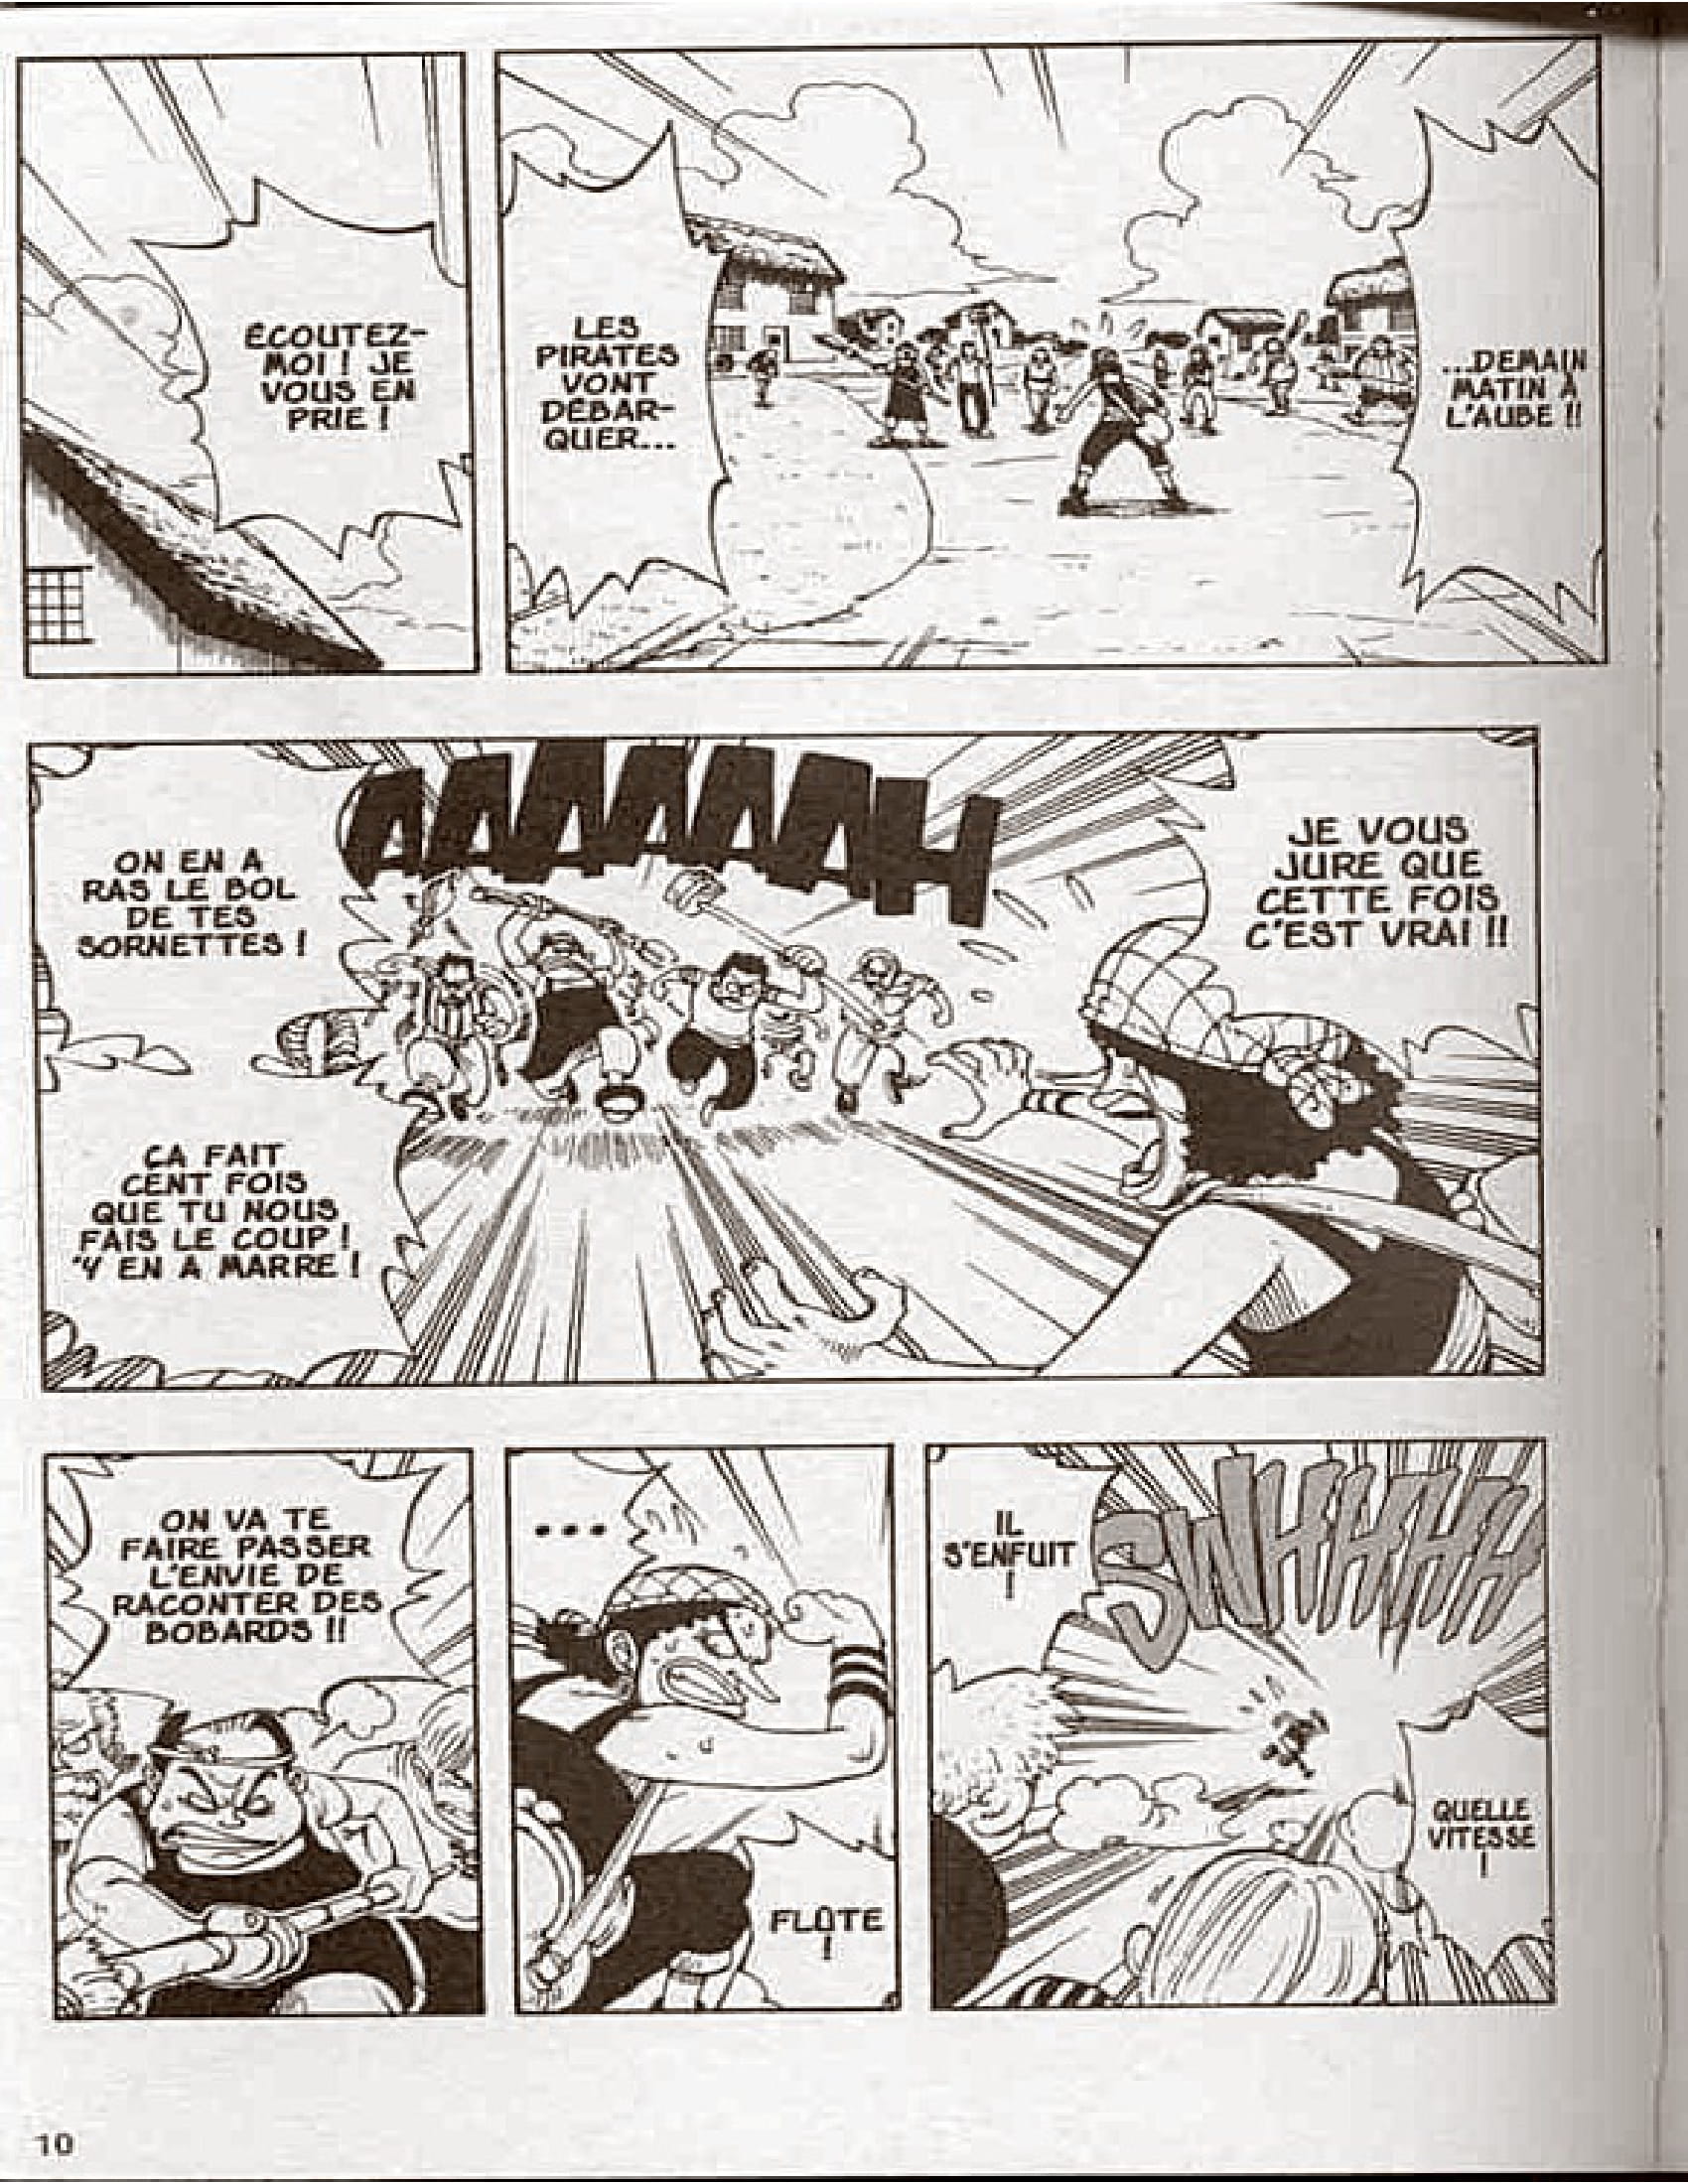 ÉCOUTEZ-
MOI ! JE
VOUS EN
PRIE !
LES
PIRATES
VONT
DÉBAR-
QUER...
...DEMAIN
MATIN À
L'AUBE !!
ON EN A
RAS LE BOL
DE TES
SORNETTES !
AAAAAAH
JE VOUS
JURE QUE
CETTE FOIS
C'EST VRAI !!
ÇA FAIT
CENT FOIS
QUE TU NOUS
FAIS LE COUP !
'Y EN A MARRE !
ON VA TE
FAIRE PASSER
L'ENVIE DE
RACONTER DES
BOBARDS !!
...
FLÛTE
!
IL
S'ENFUIT
!
SWHHHH
QUELLE
VITESSE
!
10